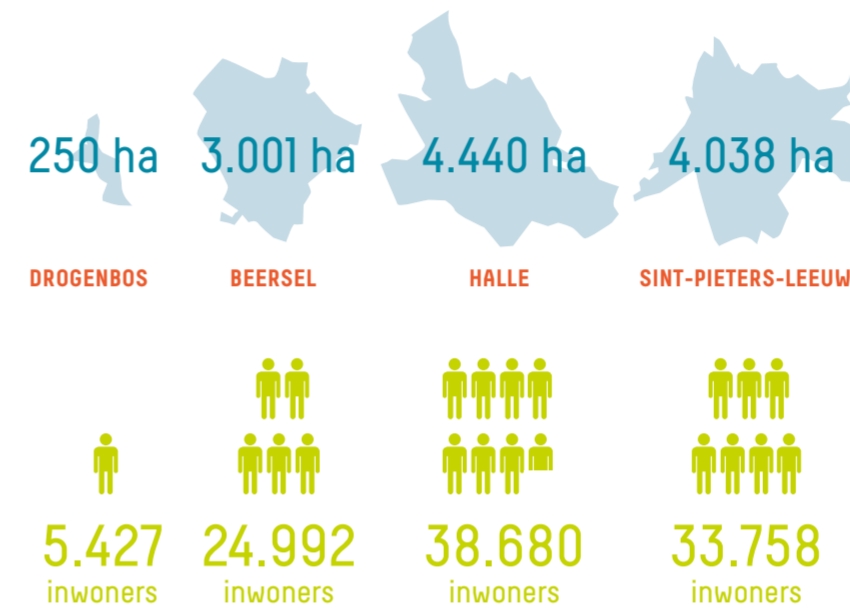 250 ha 3.001 ha 4.440 ha 4.038 ha
DROGENBOS BEERSEL HALLE SINT-PIETERS-LEEUW
5.427 24.992 38.680 33.758
inwoners inwoners inwoners inwoners